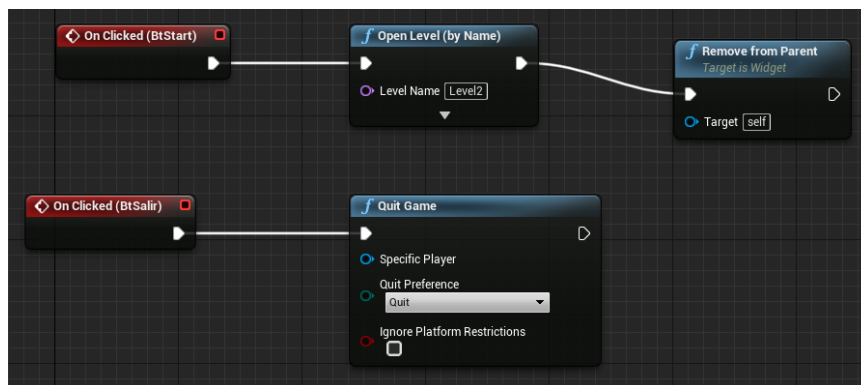 On Clicked (BtStart)
Open Level (by Name)
Level Name Level2
Remove from Parent
Target is Widget
Target self
On Clicked (BtSalir)
Quit Game
Specific Player
Quit Preference
Quit
Ignore Platform Restrictions